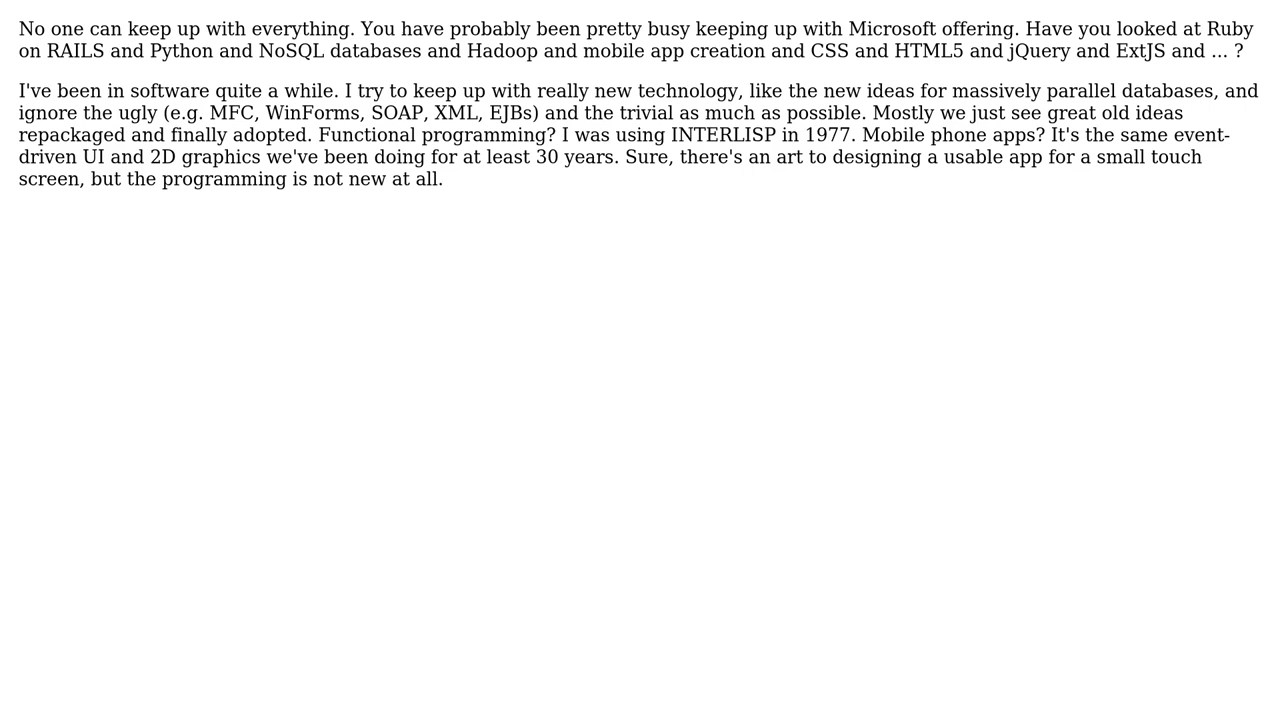 No one can keep up with everything. You have probably been pretty busy keeping up with Microsoft offering. Have you looked at Ruby
on RAILS and Python and NoSQL databases and Hadoop and mobile app creation and CSS and HTML5 and jQuery and ExtJS and ... ?
I've been in software quite a while. I try to keep up with really new technology, like the new ideas for massively parallel databases, and
ignore the ugly (e.g. MFC, WinForms, SOAP, XML, EJBs) and the trivial as much as possible. Mostly we just see great old ideas
repackaged and finally adopted. Functional programming? I was using INTERLISP in 1977. Mobile phone apps? It's the same event-
driven UI and 2D graphics we've been doing for at least 30 years. Sure, there's an art to designing a usable app for a small touch
screen, but the programming is not new at all.